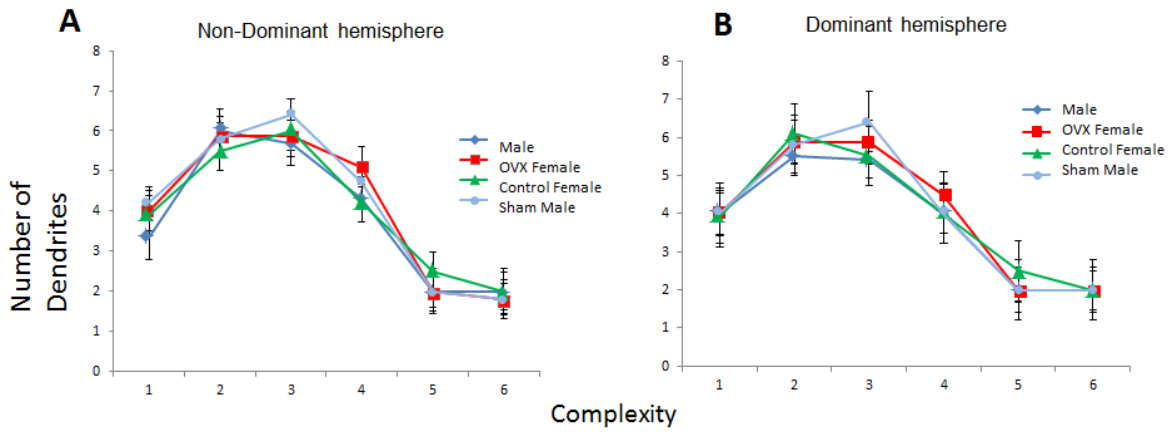 A
Non-Dominant hemisphere
8
7
6
5
4
3
2
1
0
1 2 3 4 5 6
Male
OVX Female
Control Female
Sham Male
Number of
Dendrites
B
Dominant hemisphere
8
7
6
5
4
3
2
1
0
1 2 3 4 5 6
Male
OVX Female
Control Female
Sham Male
Complexity